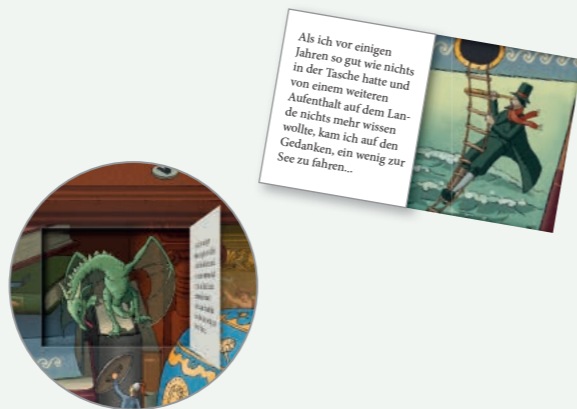 Als ich vor einigen
Jahren so gut wie nichts
in der Tasche hatte und
von einem weiteren
Aufenthalt auf dem Lan-
de nichts mehr wissen
wollte, kam ich auf den
Gedanken, ein wenig zur
See zu fahren...